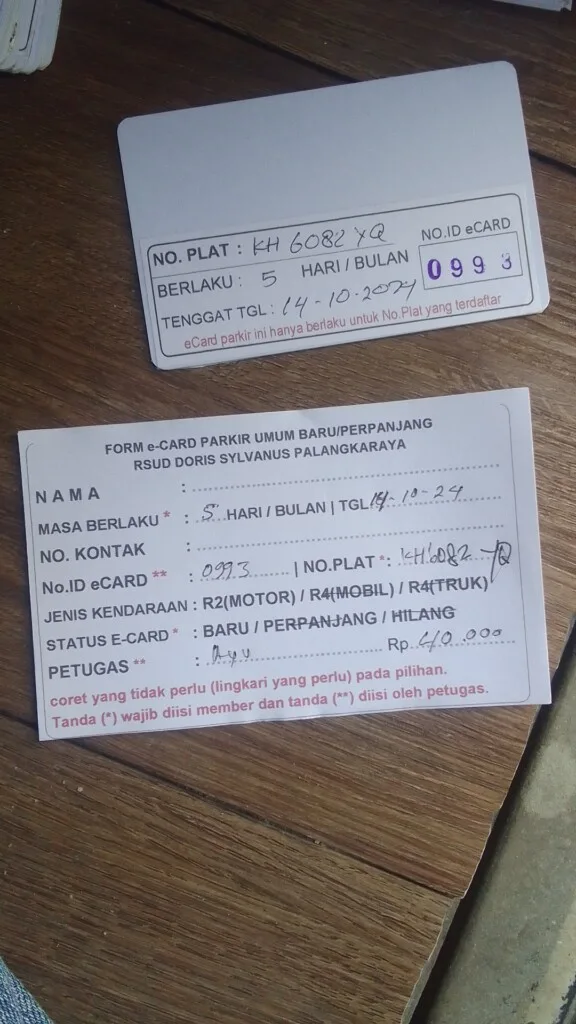 NO. PLAT : KH 6082 YQ
NO.ID eCARD
BERLAKU : 5 HARI / BULAN
0993
TENGGAT TGL : 14-10-2024
eCard parkir ini hanya berlaku untuk No.Plat yang terdaftar
FORM e-CARD PARKIR UMUM BARU/PERPANJANG
RSUD DORIS SYLVANUS PALANGKARAYA
NAMA :
MASA BERLAKU * : 5 HARI / BULAN | TGL 14-10-24
NO. KONTAK :
No.ID eCARD ** : 0993 | NO.PLAT *: KH 6082 YQ
JENIS KENDARAAN : R2(MOTOR) / R4(MOBIL) / R4(TRUK)
STATUS E-CARD * : BARU / PERPANJANG / HILANG
PETUGAS ** : Ayu Rp. 40.000
coret yang tidak perlu (lingkari yang perlu) pada pilihan.
Tanda (*) wajib diisi member dan tanda (**) diisi oleh petugas.